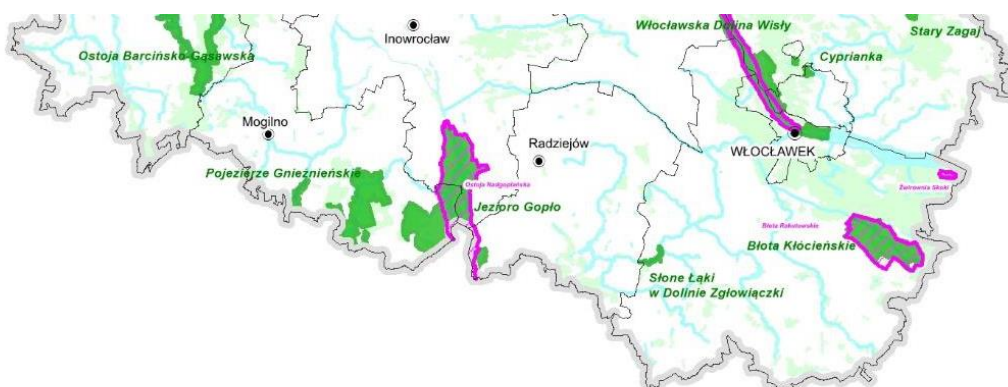 Włocławska Dolina Wisły
Stary Zagaj
Inowrocław
Ostoja Barcińsko-Gąsawska
Cyprianka
Mogilno
WŁOCŁAWEK
Radziejów
Pojezierze Gnieźnieńskie
Ostoja Nadgoplańska
Żwirownia Skoki
Jezioro Gopło
Błota Rakutowskie
Błota Kłócieńskie
Słone Łąki
w Dolinie Zgłowiączki